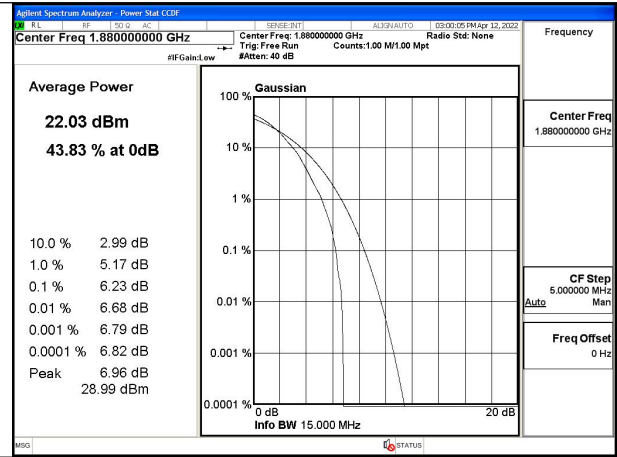 Agilent Spectrum Analyzer - Power Stat CCDF
RL RF 50 Ω AC SENSE:INT ALIGN AUTO 03:00:05 PM Apr 12, 2022
Center Freq 1.880000000 GHz
Center Freq: 1.880000000 GHz Radio Std: None
Trig: Free Run Counts:1.00 M/1.00 Mpt
#IFGain:Low #Atten: 40 dB
Frequency
Average Power
22.03 dBm
43.83 % at 0dB
10.0 % 2.99 dB
1.0 % 5.17 dB
0.1 % 6.23 dB
0.01 % 6.68 dB
0.001 % 6.79 dB
0.0001 % 6.82 dB
Peak 6.96 dB
28.99 dBm
Gaussian
100 %
10 %
1 %
0.1 %
0.01 %
0.001 %
0.0001 %
0 dB 20 dB
Info BW 15.000 MHz
Center Freq
1.880000000 GHz
CF Step
5.000000 MHz
Auto Man
Freq Offset
0 Hz
MSG STATUS